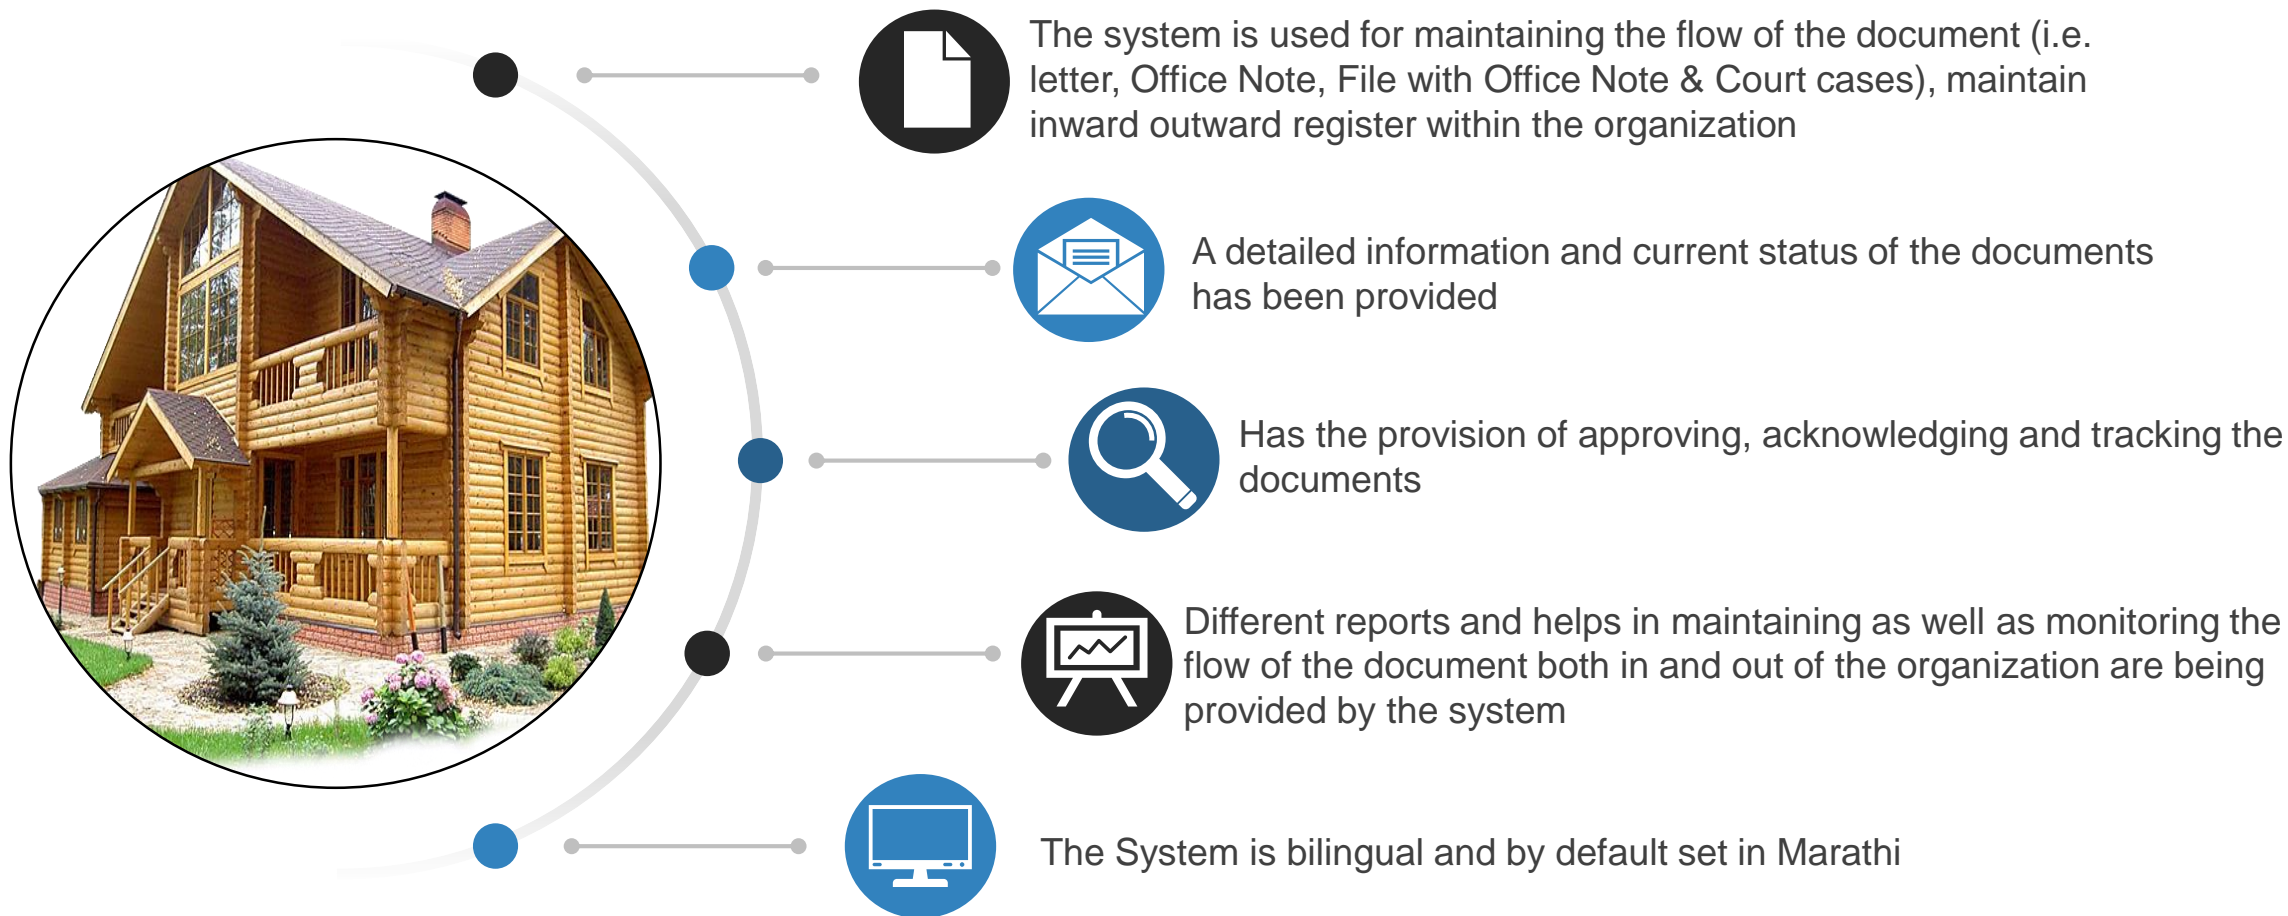 The system is used for maintaining the flow of the document (i.e.
letter, Office Note, File with Office Note & Court cases), maintain
inward outward register within the organization
A detailed information and current status of the documents
has been provided
Has the provision of approving, acknowledging and tracking the
documents
Different reports and helps in maintaining as well as monitoring the
flow of the document both in and out of the organization are being
provided by the system
The System is bilingual and by default set in Marathi